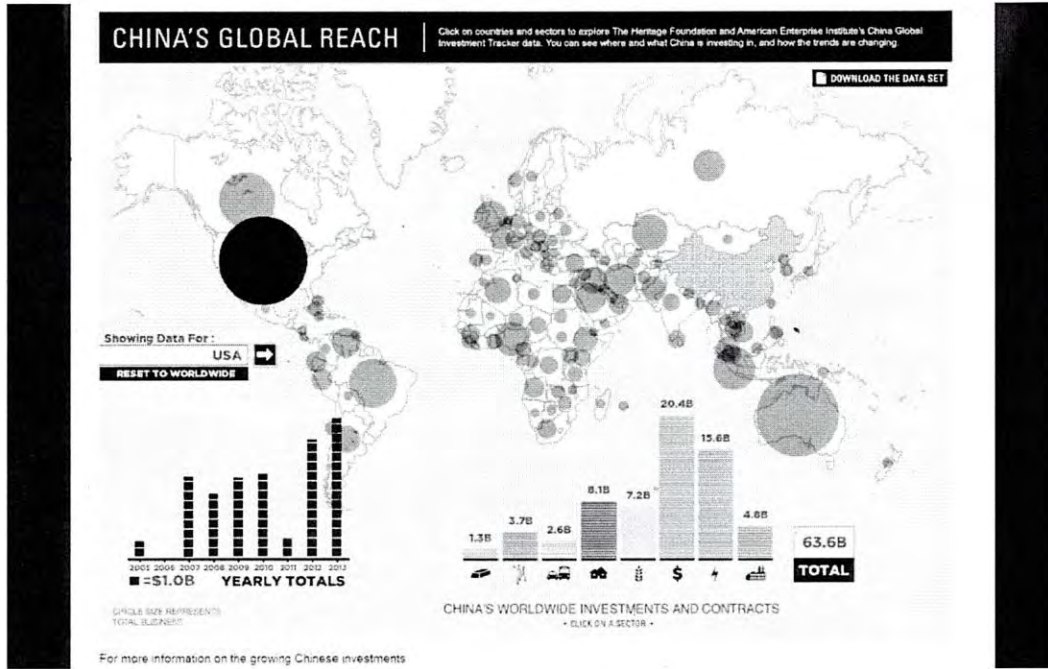 CHINA'S GLOBAL REACH
Click on countries and sectors to explore The Heritage Foundation and American Enterprise Institute's China Global
Investment Tracker data. You can see where and what China is investing in, and how the trends are changing.
DOWNLOAD THE DATA SET
Showing Data For :
USA
RESET TO WORLDWIDE
20.4B
15.6B
8.1B
7.2B
4.8B
3.7B
2.6B
1.3B
63.6B
TOTAL
$
2005 2006 2007 2008 2009 2010 2011 2012 2013
=$1.0B YEARLY TOTALS
CIRCLE SIZE REPRESENTS
TOTAL BUSINESS
CHINA'S WORLDWIDE INVESTMENTS AND CONTRACTS
- CLICK ON A SECTOR -
For more information on the growing Chinese investments